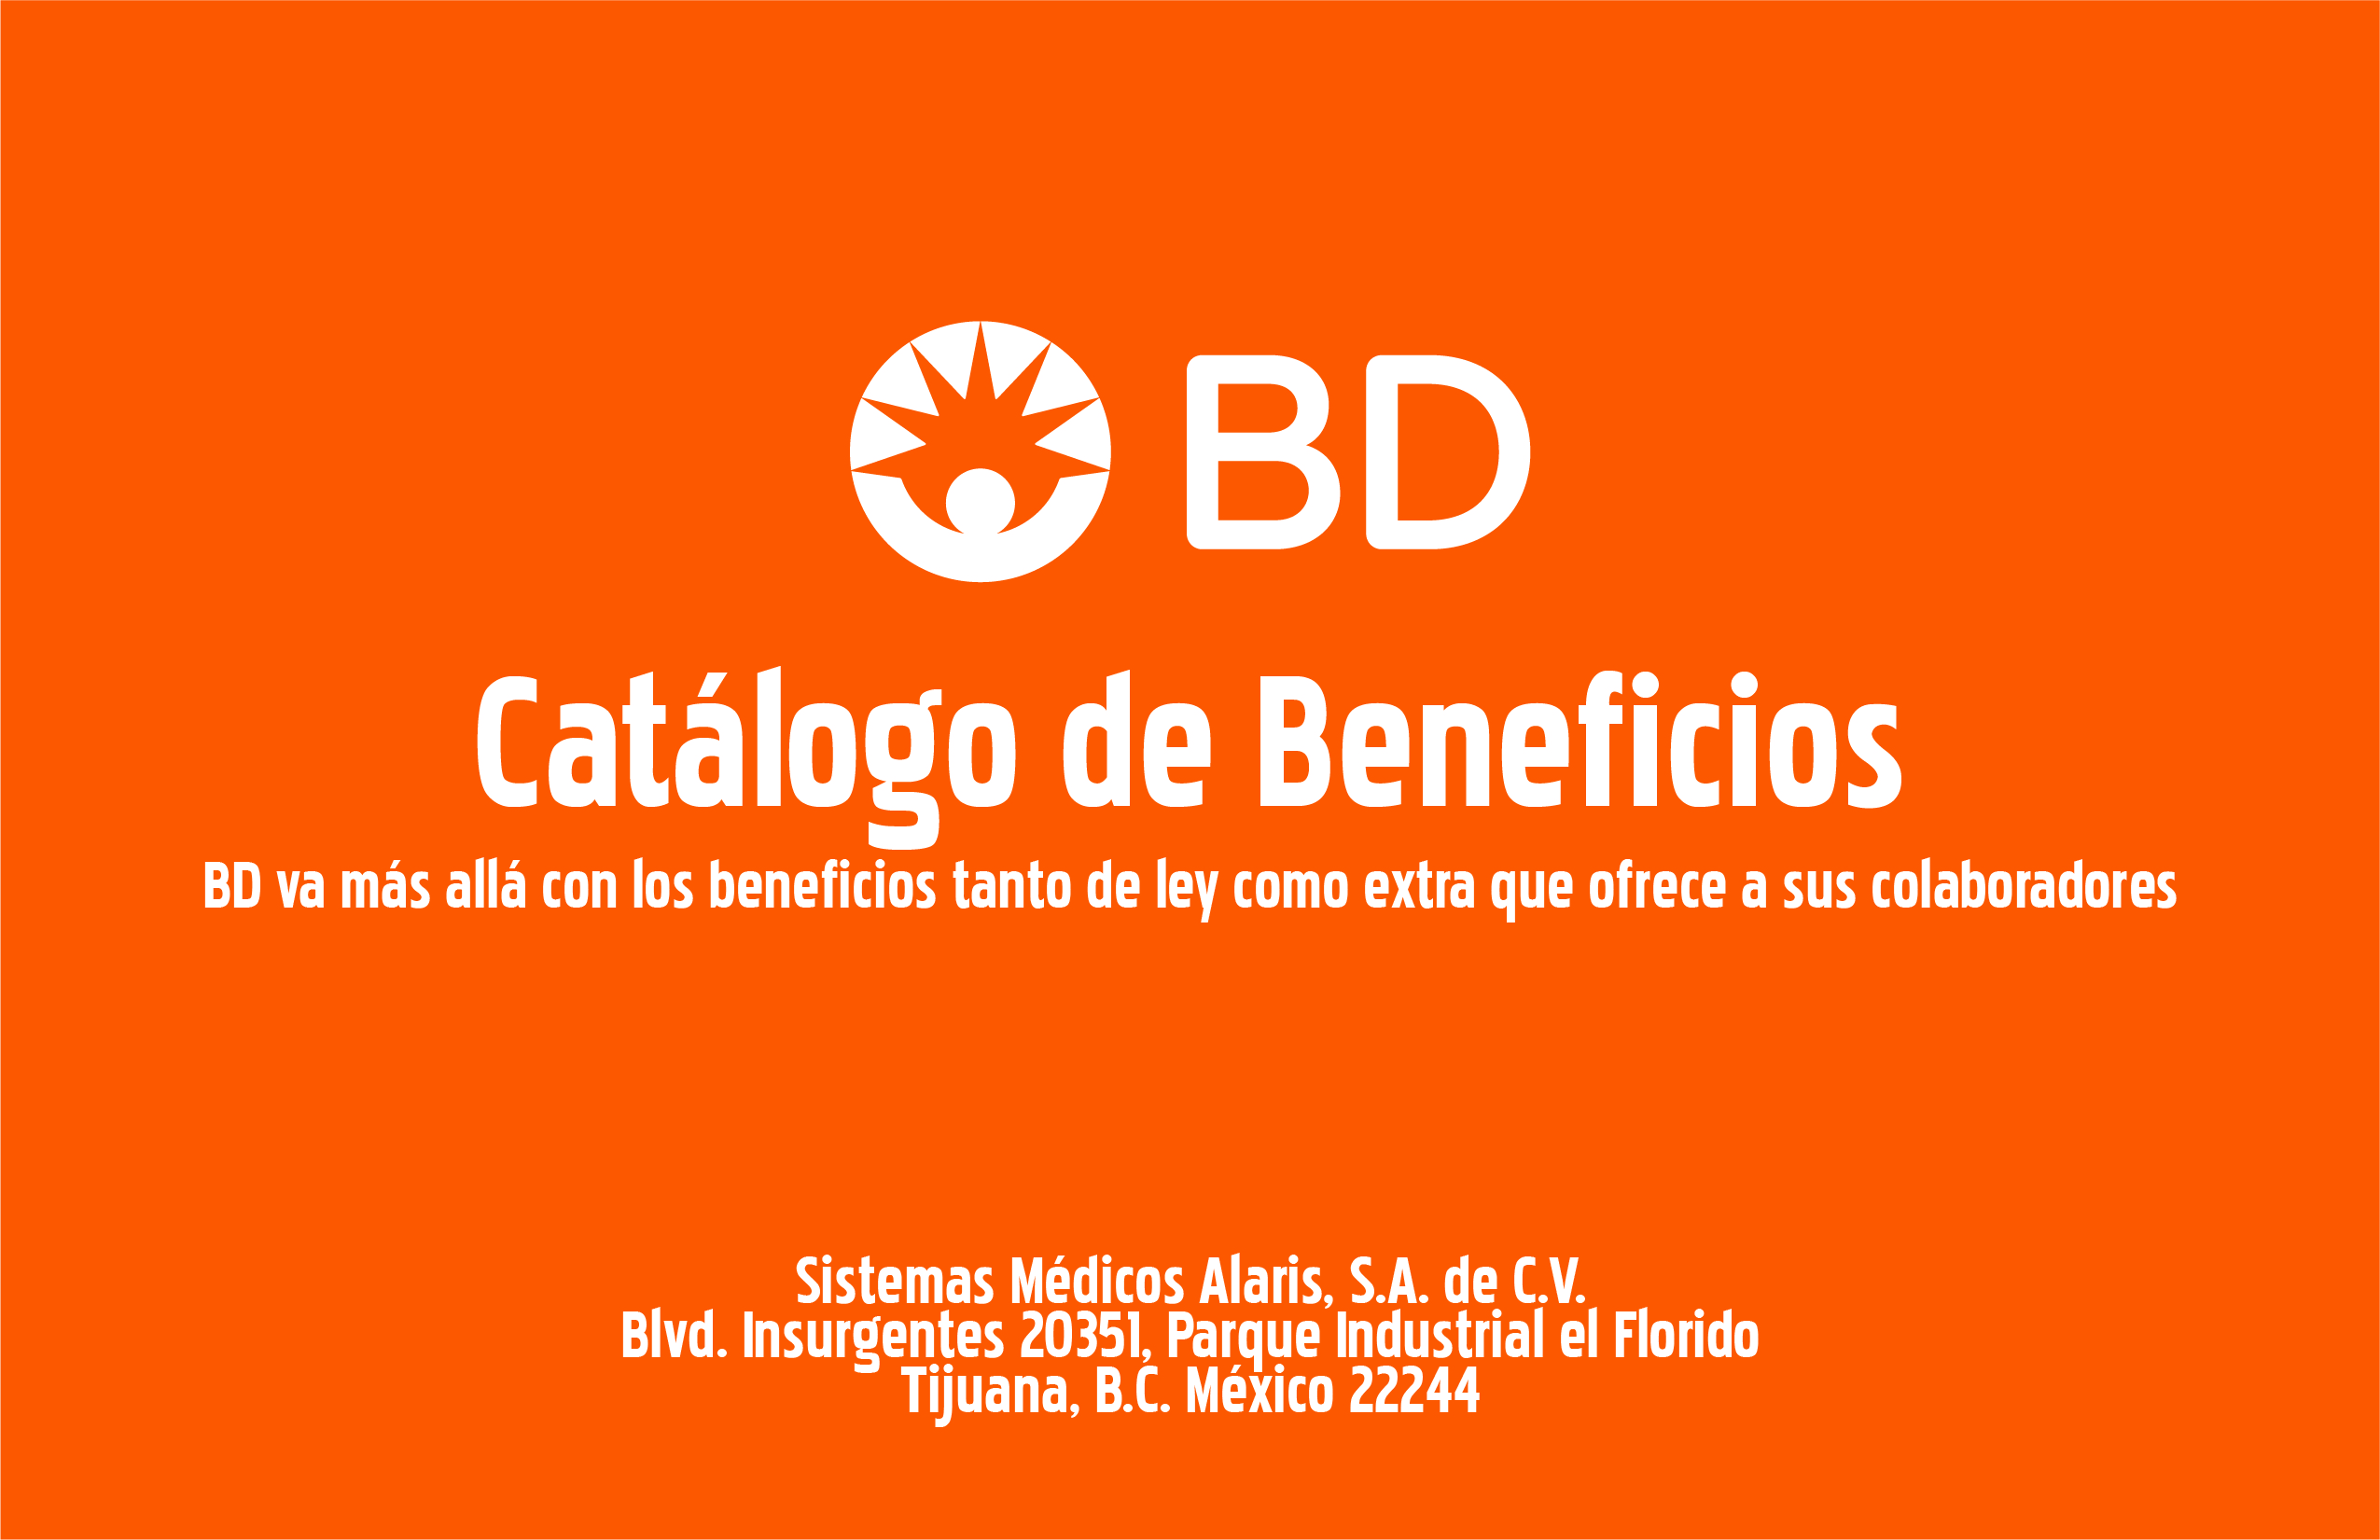 BD
Catálogo de Beneficios
BD va más allá con los beneficios tanto de ley como extra que ofrece a sus colaboradores
Sistemas Médicos Alaris, S.A. de C.V.
Blvd. Insurgentes 20351, Parque Industrial el Florido
Tijuana, B.C. México 22244